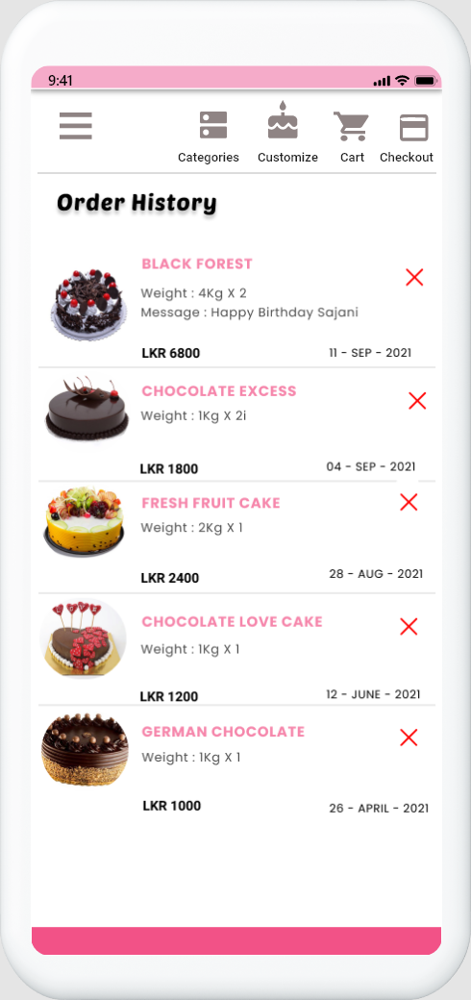 9:41
Categories Customize Cart Checkout
Order History
BLACK FOREST
Weight : 4Kg X 2
Message : Happy Birthday Sajani
LKR 6800 11 - SEP - 2021
CHOCOLATE EXCESS
Weight : 1Kg X 2i
LKR 1800 04 - SEP - 2021
FRESH FRUIT CAKE
Weight : 2Kg X 1
LKR 2400 28 - AUG - 2021
LOVE
CHOCOLATE LOVE CAKE
Weight : 1Kg X 1
LKR 1200 12 - JUNE - 2021
GERMAN CHOCOLATE
Weight : 1Kg X 1
LKR 1000 26 - APRIL - 2021